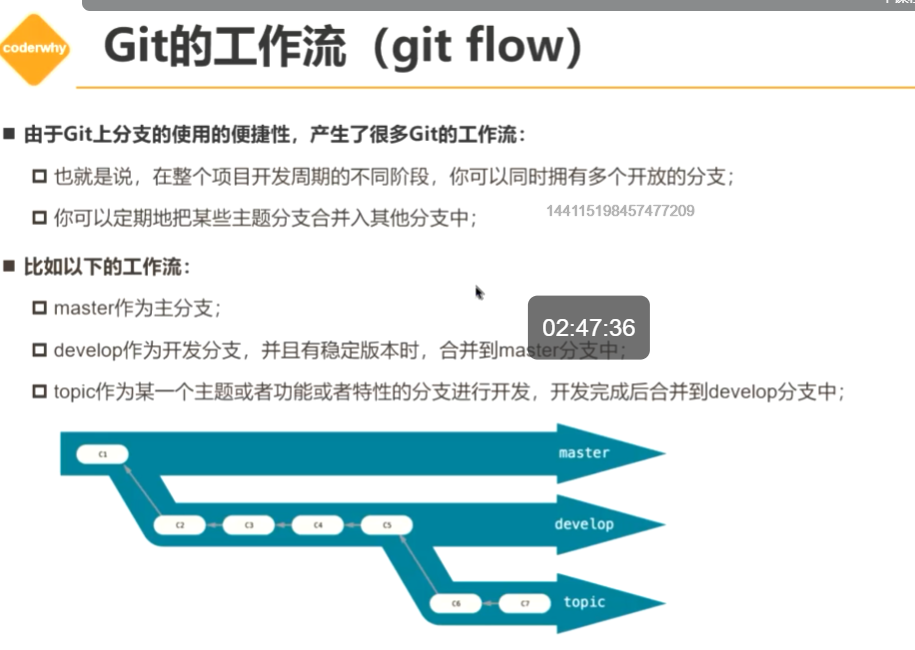 coderwhy
Git的工作流（git flow）
由于Git上分支的使用的便捷性，产生了很多Git的工作流：
也就是说，在整个项目开发周期的不同阶段，你可以同时拥有多个开放的分支；
你可以定期地把某些主题分支合并入其他分支中；
144115198457477209
比如以下的工作流：
master作为主分支；
02:47:36
develop作为开发分支，并且有稳定版本时，合并到master分支中；
topic作为某一个主题或者功能或者特性的分支进行开发，开发完成后合并到develop分支中；
C1
master
C2 C3 C4 C5
develop
C6 C7
topic